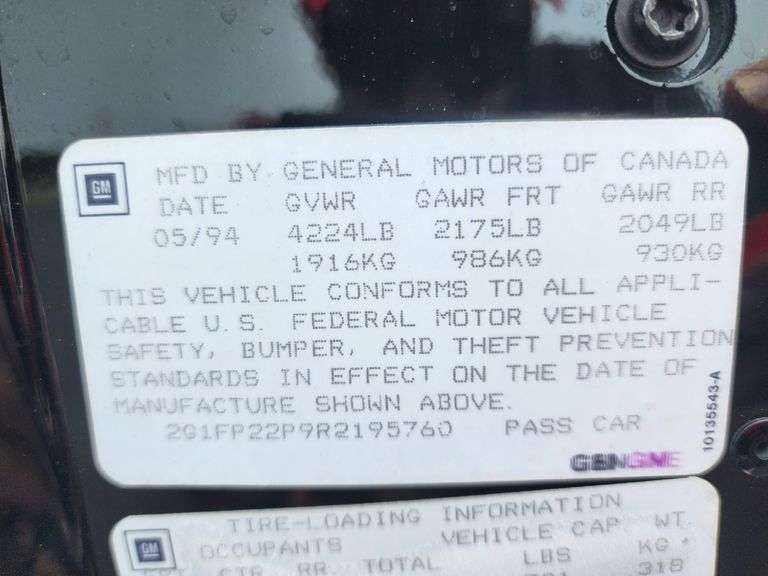 GM MFD BY GENERAL MOTORS OF CANADA
DATE GVWR GAWR FRT GAWR RR
05/94 4224LB 2175LB 2049LB
1916KG 986KG 930KG
THIS VEHICLE CONFORMS TO ALL APPLI-
CABLE U.S. FEDERAL MOTOR VEHICLE
SAFETY, BUMPER, AND THEFT PREVENTION
STANDARDS IN EFFECT ON THE DATE OF
MANUFACTURE SHOWN ABOVE.
2G1FP22P9R2195760 PASS CAR
10135543-A
GM TIRE-LOADING INFORMATION
OCCUPANTS VEHICLE CAP. WT.
CTR RR TOTAL LBS KG
318